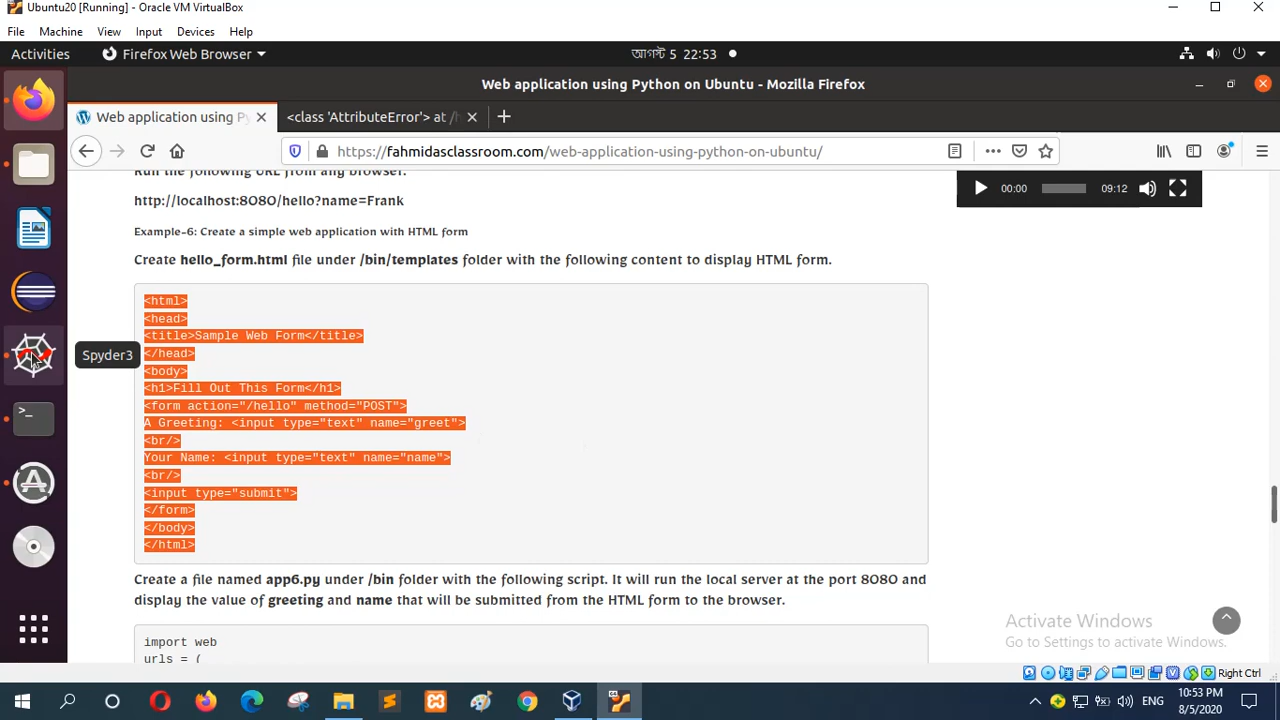 Ubuntu20 [Running] - Oracle VM VirtualBox
File Machine View Input Devices Help
Activities Firefox Web Browser আগস্ট 5 22:53
Web application using Python on Ubuntu - Mozilla Firefox
Web application using Py <class 'AttributeError'> at /h
https://fahmidasclassroom.com/web-application-using-python-on-ubuntu/
Run the following URL from any browser.
00:00 09:12
http://localhost:8080/hello?name=Frank
Example-6: Create a simple web application with HTML form
Create hello_form.html file under /bin/templates folder with the following content to display HTML form.
<html>
<head>
<title>Sample Web Form</title>
</head>
<body>
<h1>Fill Out This Form</h1>
<form action="/hello" method="POST">
A Greeting: <input type="text" name="greet">
<br/>
Your Name: <input type="text" name="name">
<br/>
<input type="submit">
</form>
</body>
</html>
Spyder3
Create a file named app6.py under /bin folder with the following script. It will run the local server at the port 8080 and
display the value of greeting and name that will be submitted from the HTML form to the browser.
import web
urls = (
Activate Windows
Go to Settings to activate Windows.
Right Ctrl
ENG
10:53 PM
8/5/2020